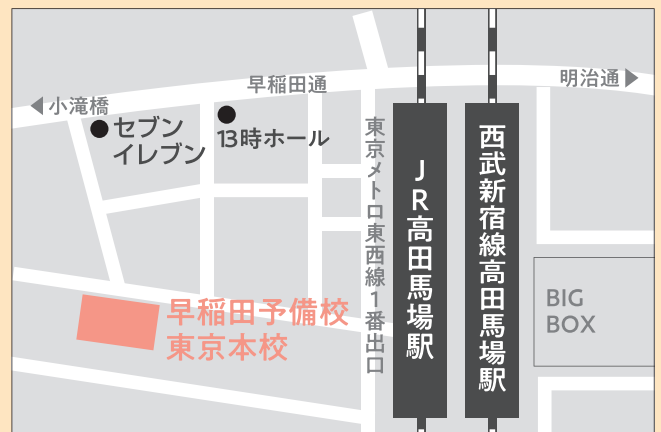 小滝橋
早稲田通
明治通
セブン
イレブン
13時ホール
東京メトロ東西線1番出口
JR高田馬場駅
西武新宿線高田馬場駅
BIG
BOX
早稲田予備校
東京本校